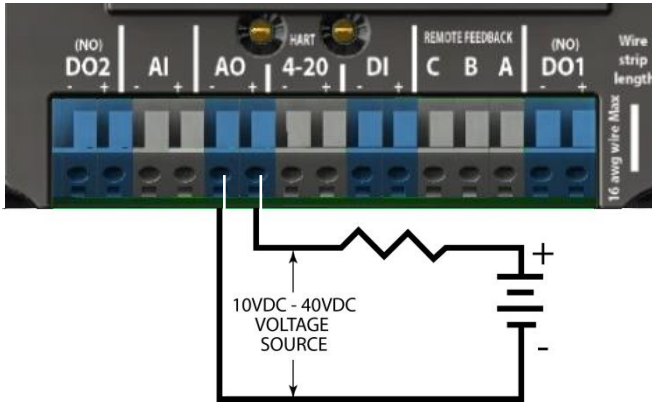 (NO) HART REMOTE FEEDBACK (NO) Wire
DO2 AI AO 4-20 DI C B A DO1 strip
length
- + - + - + - + - + - +
16 awg wire Max
10VDC - 40VDC
VOLTAGE
SOURCE
+
-